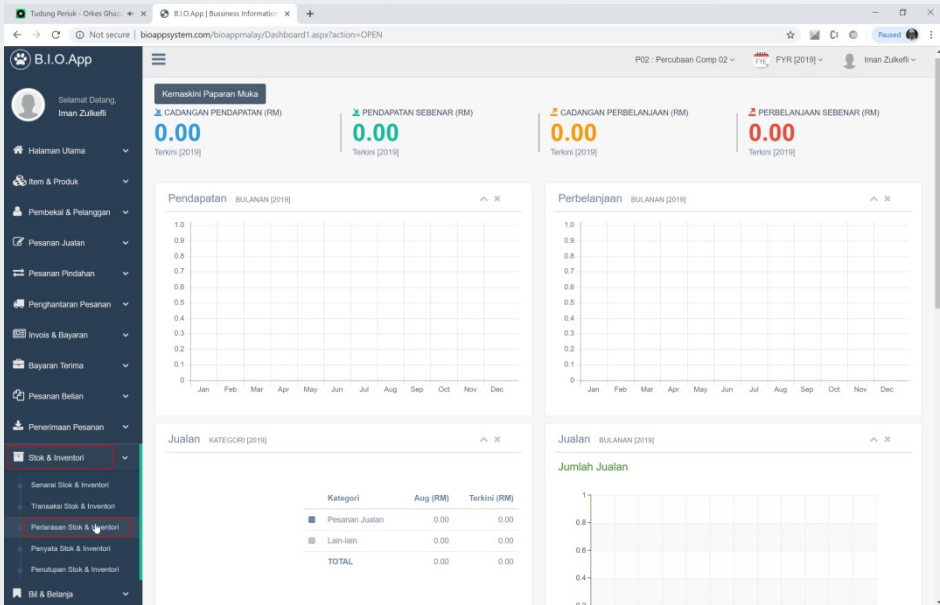 Tudung Periuk - Orkes Ghaz
B.I.O.App | Bussiness Information
Not secure | bioappsystem.com/bioappmalay/Dashboard1.aspx?action=OPEN
Paused
B.I.O.App
P02 : Percubaan Comp 02
FYE
FYR [2019]
Iman Zulkefli
Selamat Datang,
Iman Zulkefli
Halaman Utama
Item & Produk
Pembekal & Pelanggan
Pesanan Jualan
Pesanan Pindahan
Penghantaran Pesanan
Invois & Bayaran
Bayaran Terima
Pesanan Belian
Penerimaan Pesanan
Stok & Inventori
Senarai Stok & Inventori
Transaksi Stok & Inventori
Perlarasan Stok & Inventori
Penyata Stok & Inventori
Penutupan Stok & Inventori
Bil & Belanja
Kemaskini Paparan Muka
CADANGAN PENDAPATAN (RM)
0.00
Terkini [2019]
PENDAPATAN SEBENAR (RM)
0.00
Terkini [2019]
CADANGAN PERBELANJAAN (RM)
0.00
Terkini [2019]
PERBELANJAAN SEBENAR (RM)
0.00
Terkini [2019]
Pendapatan BULANAN [2019]
1.0
0.9
0.8
0.7
0.6
0.5
0.4
0.3
0.2
0.1
0
Jan Feb Mar Apr May Jun Jul Aug Sep Oct Nov Dec
Perbelanjaan BULANAN [2019]
1.0
0.9
0.8
0.7
0.6
0.5
0.4
0.3
0.2
0.1
0
Jan Feb Mar Apr May Jun Jul Aug Sep Oct Nov Dec
Jualan KATEGORI [2019]
Kategori Aug (RM) Terkini (RM)
Pesanan Jualan 0.00 0.00
Lain-lain 0.00 0.00
TOTAL 0.00 0.00
Jualan BULANAN [2019]
Jumlah Jualan
1
0.8
0.6
0.4